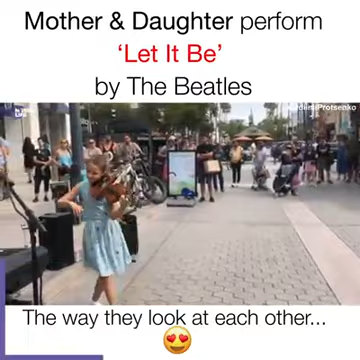 Mother & Daughter perform
‘Let It Be’
by The Beatles
The way they look at each other...